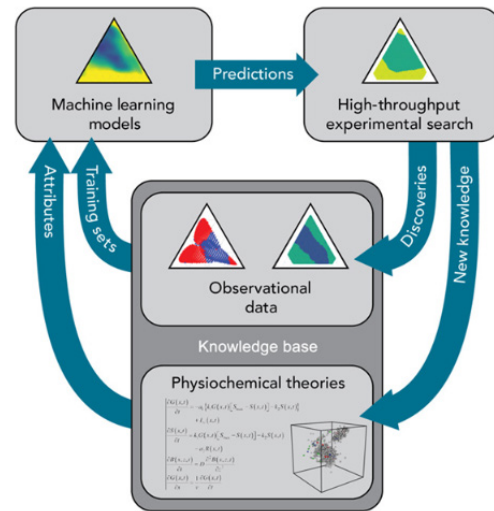 Predictions
Machine learning
models
High-throughput
experimental search
Attributes
Training sets
Discoveries
New knowledge
Observational
data
Knowledge base
Physiochemical theories